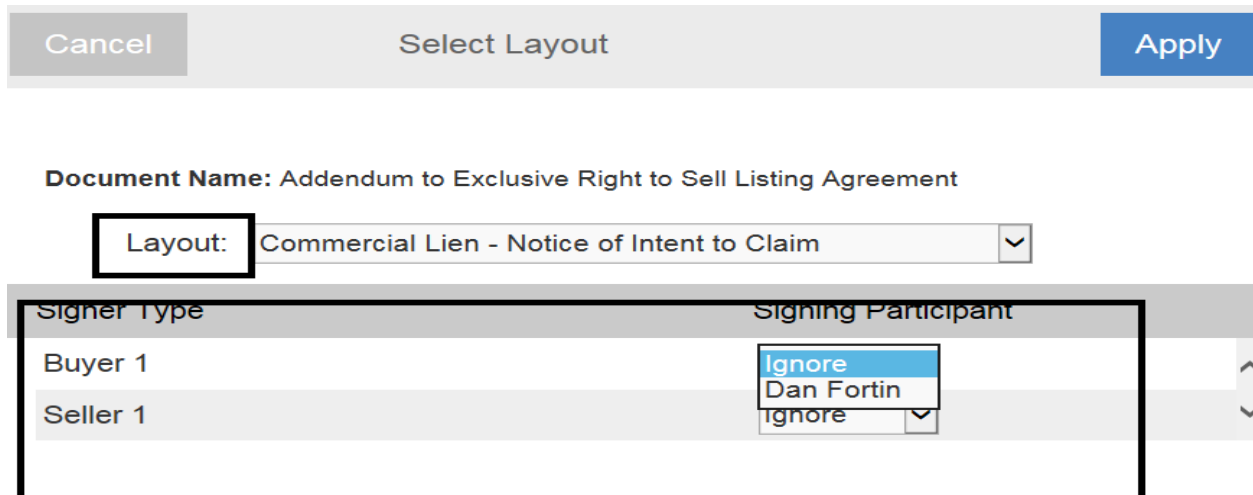 Cancel Select Layout Apply
Document Name: Addendum to Exclusive Right to Sell Listing Agreement
Layout: Commercial Lien - Notice of Intent to Claim
Signer Type Signing Participant
Buyer 1 Ignore
Dan Fortin
Seller 1 Ignore